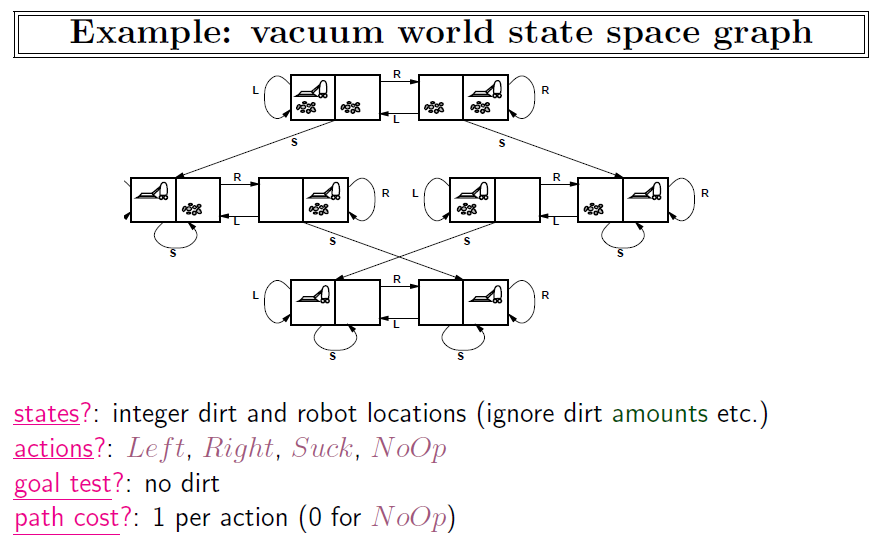 Example: vacuum world state space graph
R
L R
L
S S
R R
L R
L L
S S
S S
R
L R
L
S S
states?: integer dirt and robot locations (ignore dirt amounts etc.)
actions?: Left, Right, Suck, NoOp
goal test?: no dirt
path cost?: 1 per action (0 for NoOp)